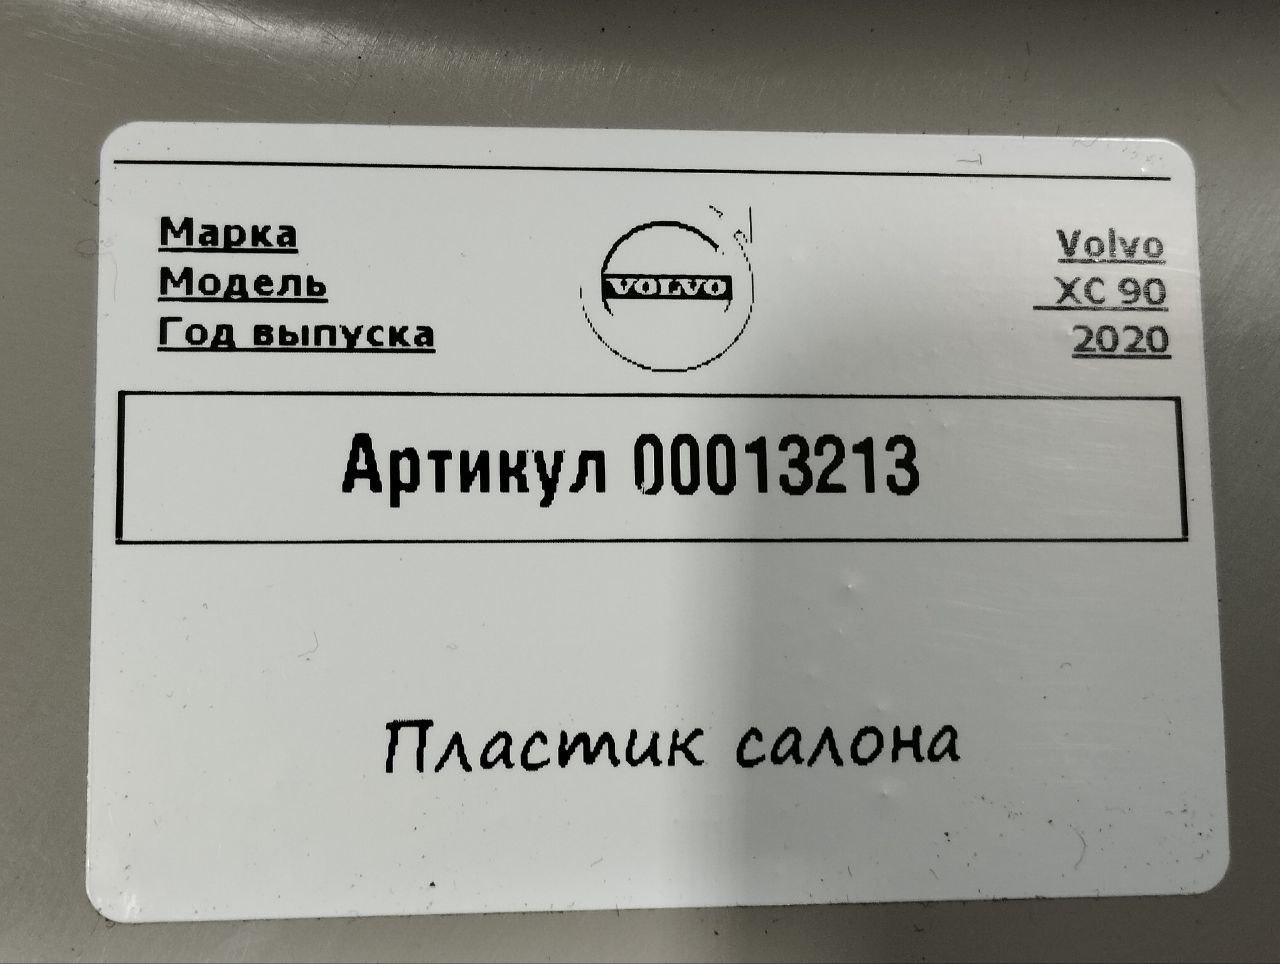 Марка
Модель
Год выпуска
VOLVO
Volvo
XC 90
2020
Артикул 00013213
Пластик салона